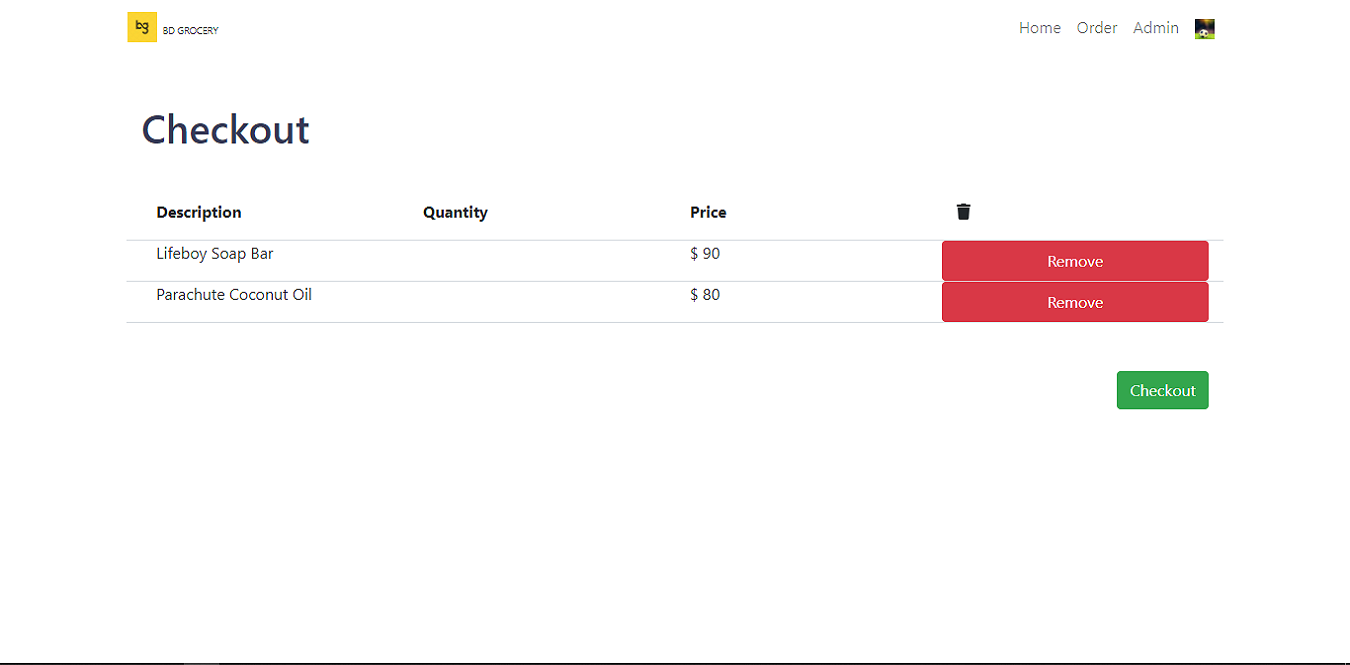 bg BD GROCERY Home Order Admin
Checkout
Description Quantity Price
Lifeboy Soap Bar $ 90 Remove
Parachute Coconut Oil $ 80 Remove
Checkout